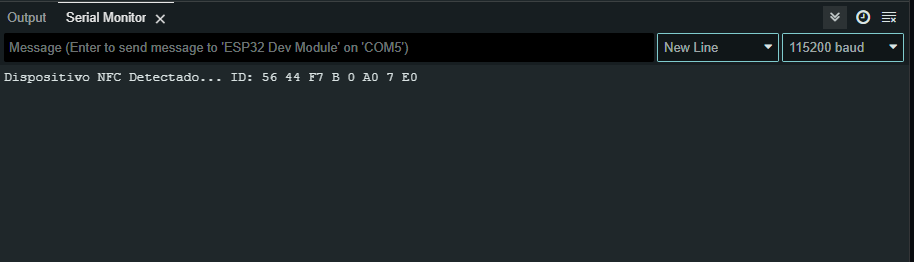 Output Serial Monitor
Message (Enter to send message to 'ESP32 Dev Module' on 'COM5') New Line 115200 baud
Dispositivo NFC Detectado... ID: 56 44 F7 B 0 A0 7 E0